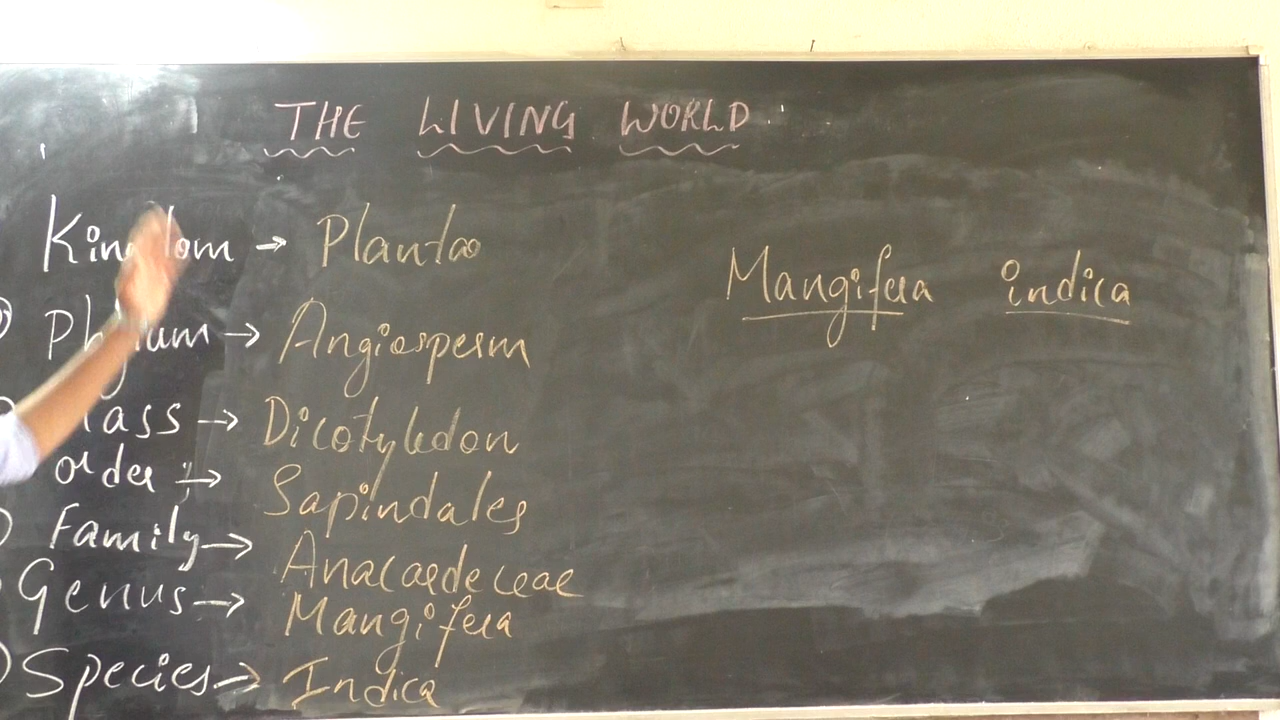 THE LIVING WORLD
Kingdom → Plantae
Phylum → Angiosperm
Class → Dicotyledon
order → Sapindales
Family → Anacardeceae
Genus → Mangifera
Species → Indica
Mangifera indica